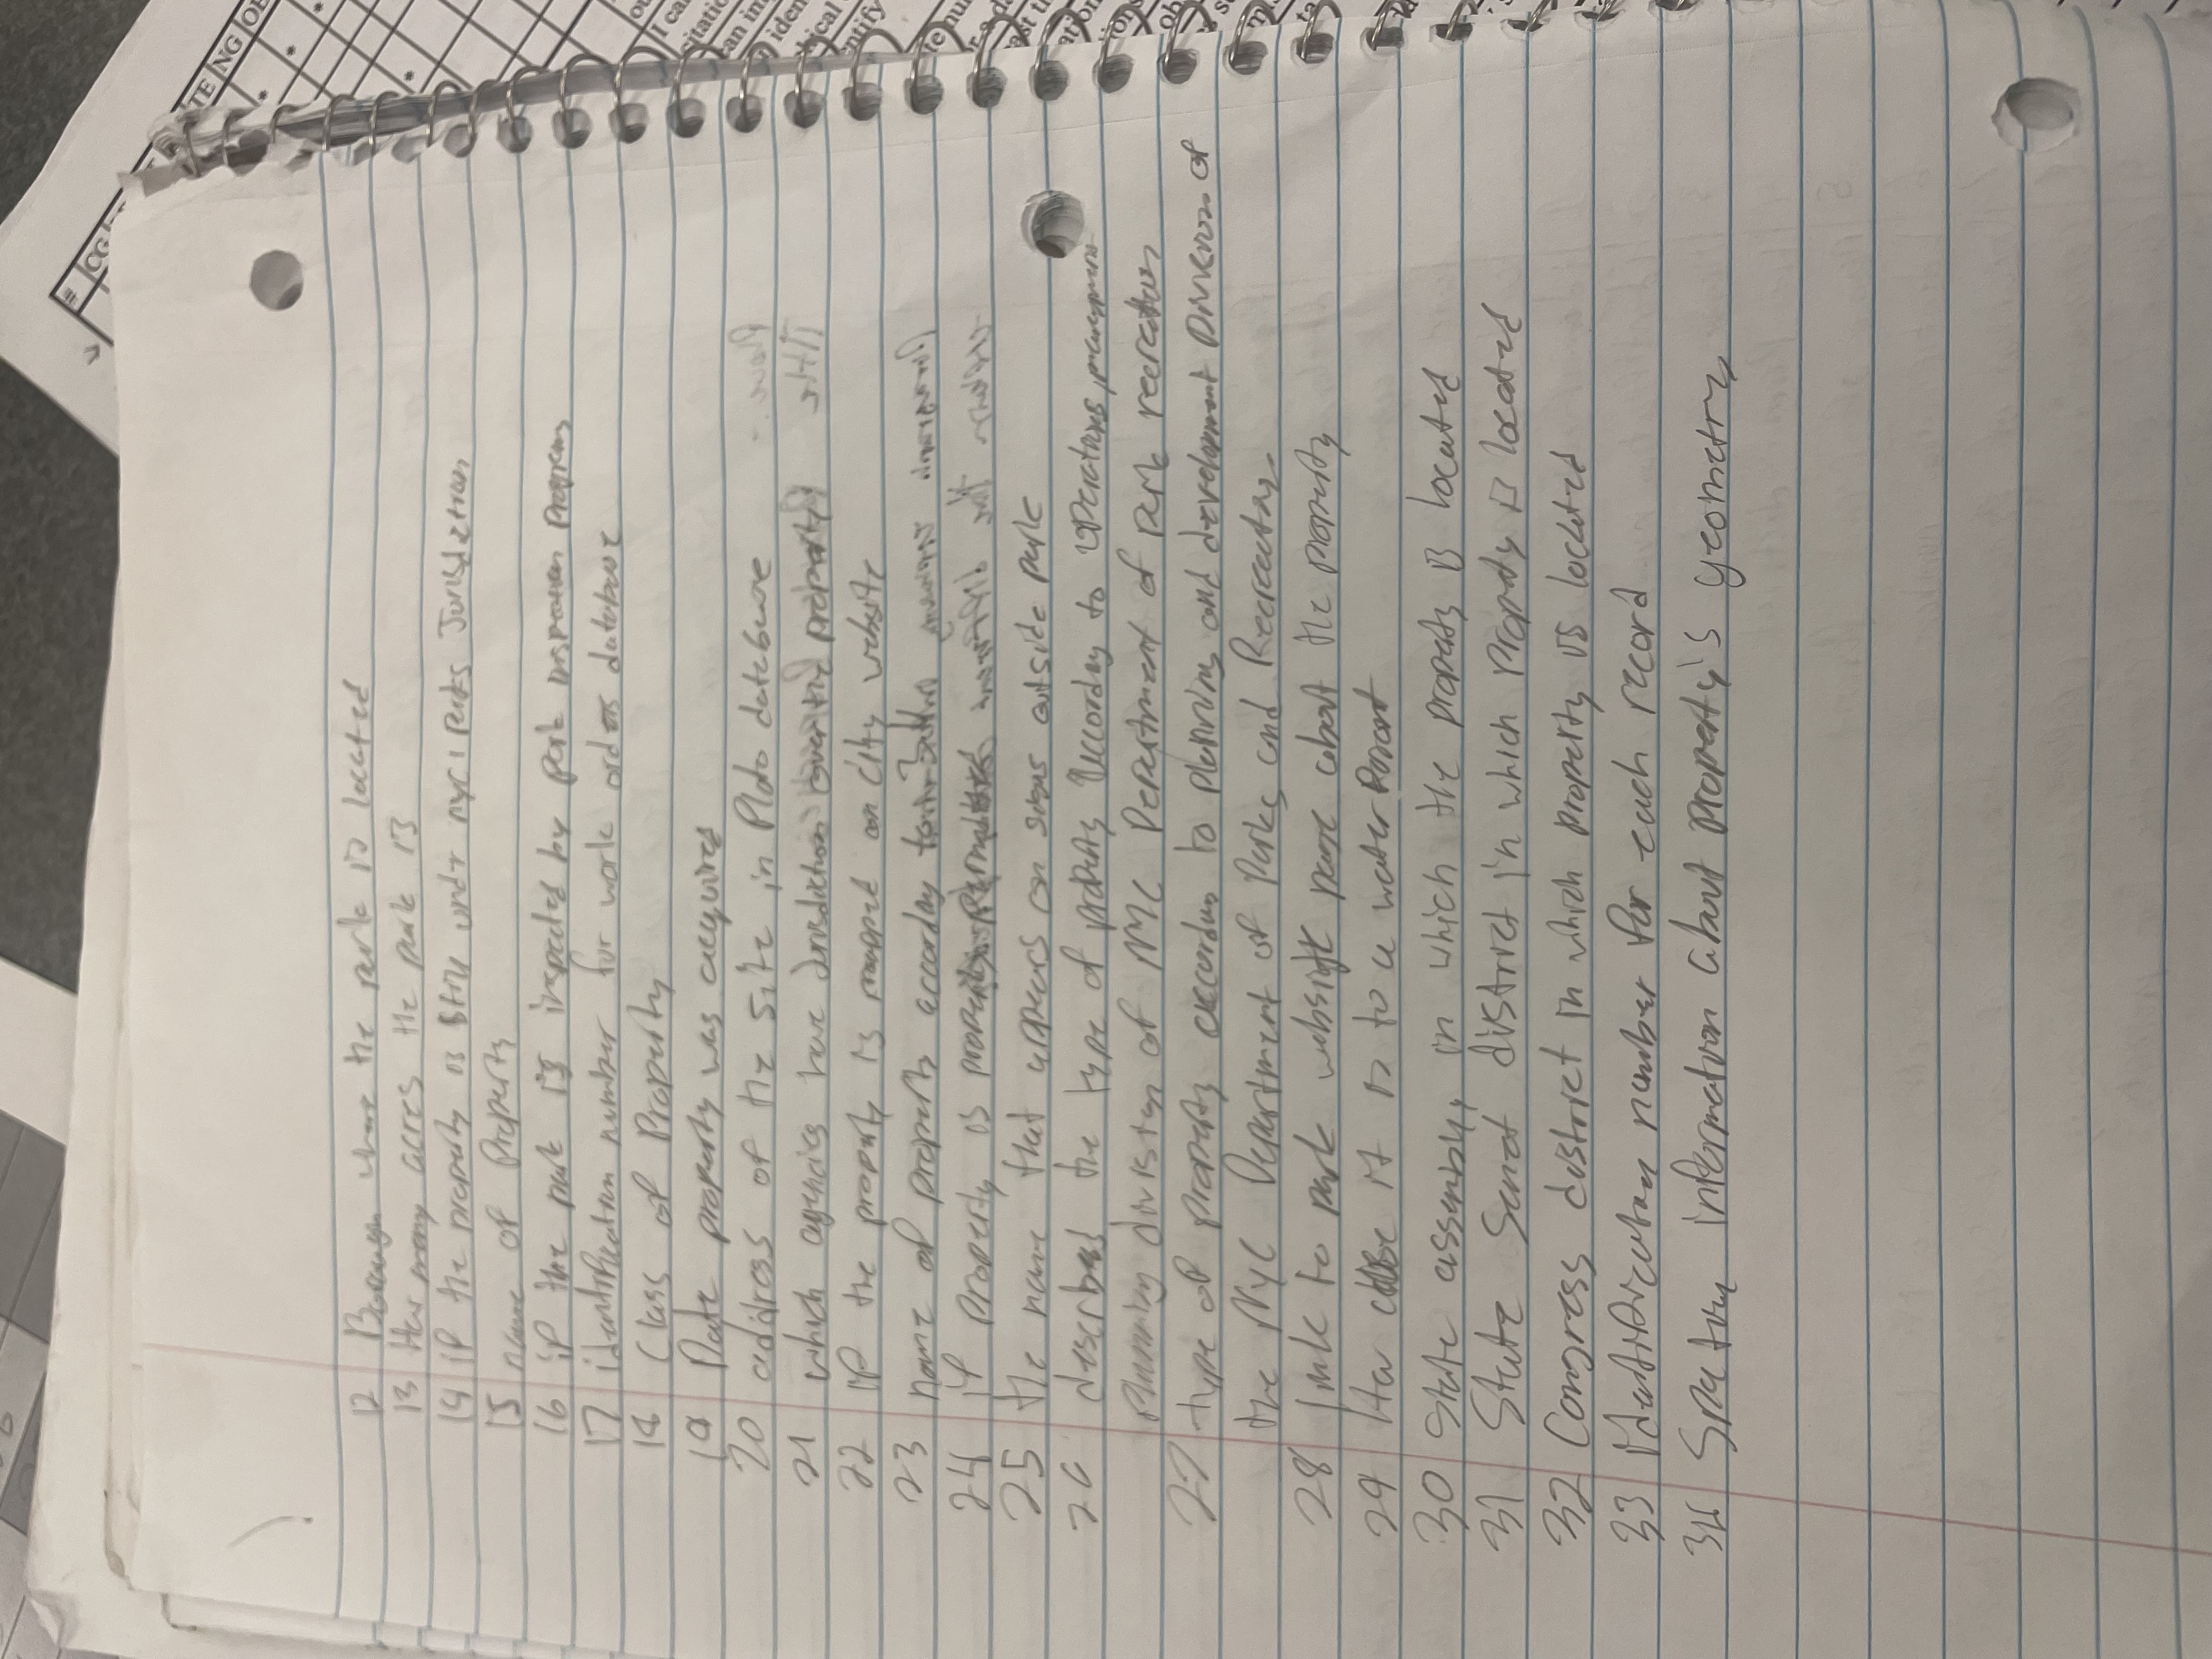 # CG TE NG
12 Borough where the park is located
13 How many acres the park is
14 if the property is still under nyc parks Jurisdiction
15 name of Property
16 if the park is inspected by park inspection program
17 identification number for work orders database
18 Class of Property
19 Date property was acquired
20 address of the site in Pluto database
21 which agencies have Jurisdiction over the property
22 if the property is mapped on City website
23 name of property according to
24 if property is property permitted
25 the name that appears on signs outside park
26 described the type of property according to operations,
Planning division of NYC Department of park recreation
27 type of property according to planning and development Division of
the NYC Department of Parks and Recreation
28 link to park website page about the property
29 How close it is to a water
30 State assembly, in which the property is located
31 State Senat district in which Property is located
32 Congress district in which property is located
33 identification number for each record
34 information about property's geometry